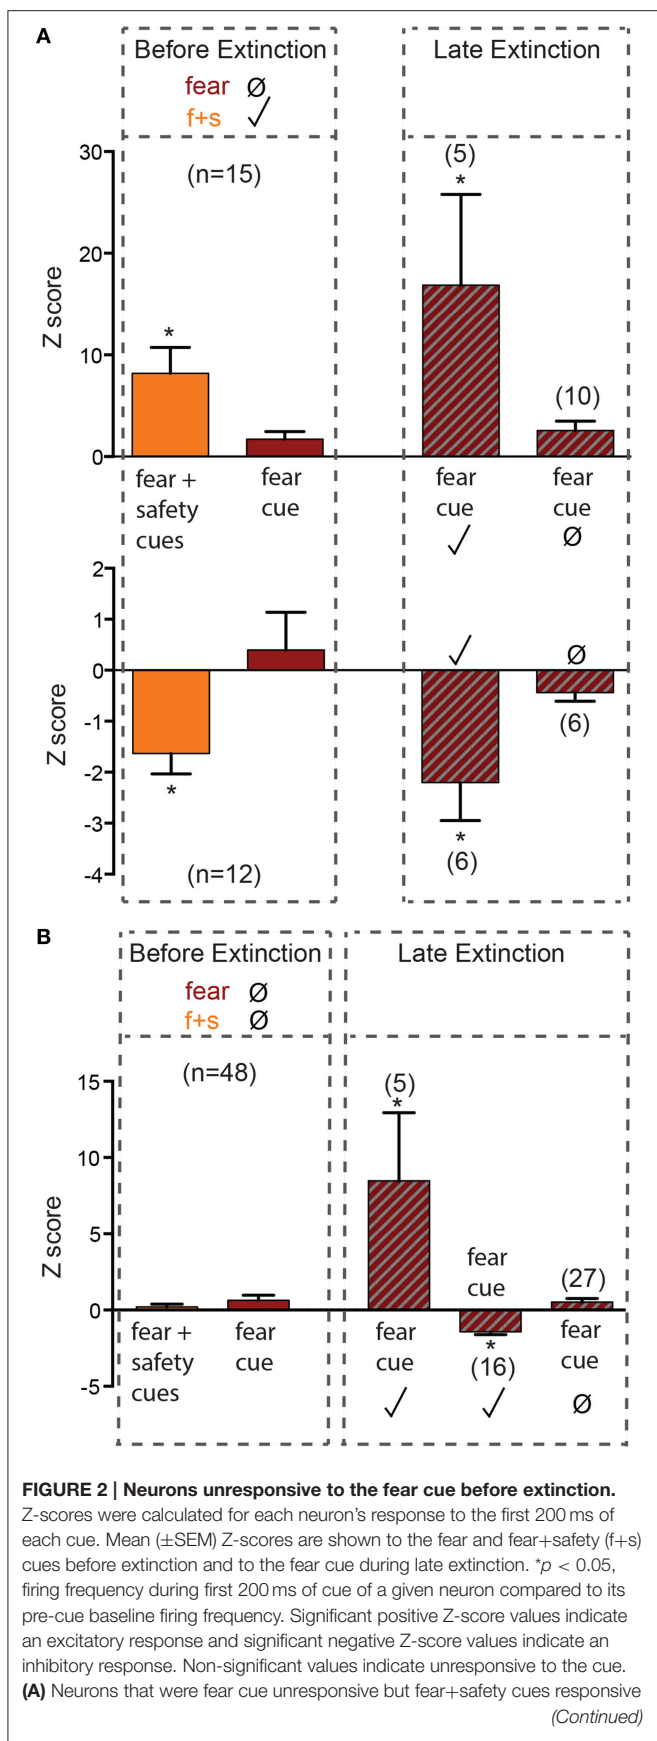 A
Before Extinction
Late Extinction
fear Ø
f+s ✓
30
20
10
0
Z score
(n=15)
*
(5)
*
(10)
fear +
safety
cues
fear
cue
fear
cue
✓
fear
cue
Ø
2
1
0
-1
-2
-3
-4
Z score
✓
Ø
*
(n=12)
*
(6)
(6)
B
Before Extinction
Late Extinction
fear Ø
f+s Ø
15
10
5
0
-5
Z score
(n=48)
(5)
*
fear
cue
(27)
fear +
safety
cues
fear
cue
fear
cue
✓
*
(16)
✓
fear
cue
Ø
FIGURE 2 | Neurons unresponsive to the fear cue before extinction.
Z-scores were calculated for each neuron's response to the first 200 ms of
each cue. Mean (±SEM) Z-scores are shown to the fear and fear+safety (f+s)
cues before extinction and to the fear cue during late extinction. *p < 0.05,
firing frequency during first 200 ms of cue of a given neuron compared to its
pre-cue baseline firing frequency. Significant positive Z-score values indicate
an excitatory response and significant negative Z-score values indicate an
inhibitory response. Non-significant values indicate unresponsive to the cue.
(A) Neurons that were fear cue unresponsive but fear+safety cues responsive
(Continued)